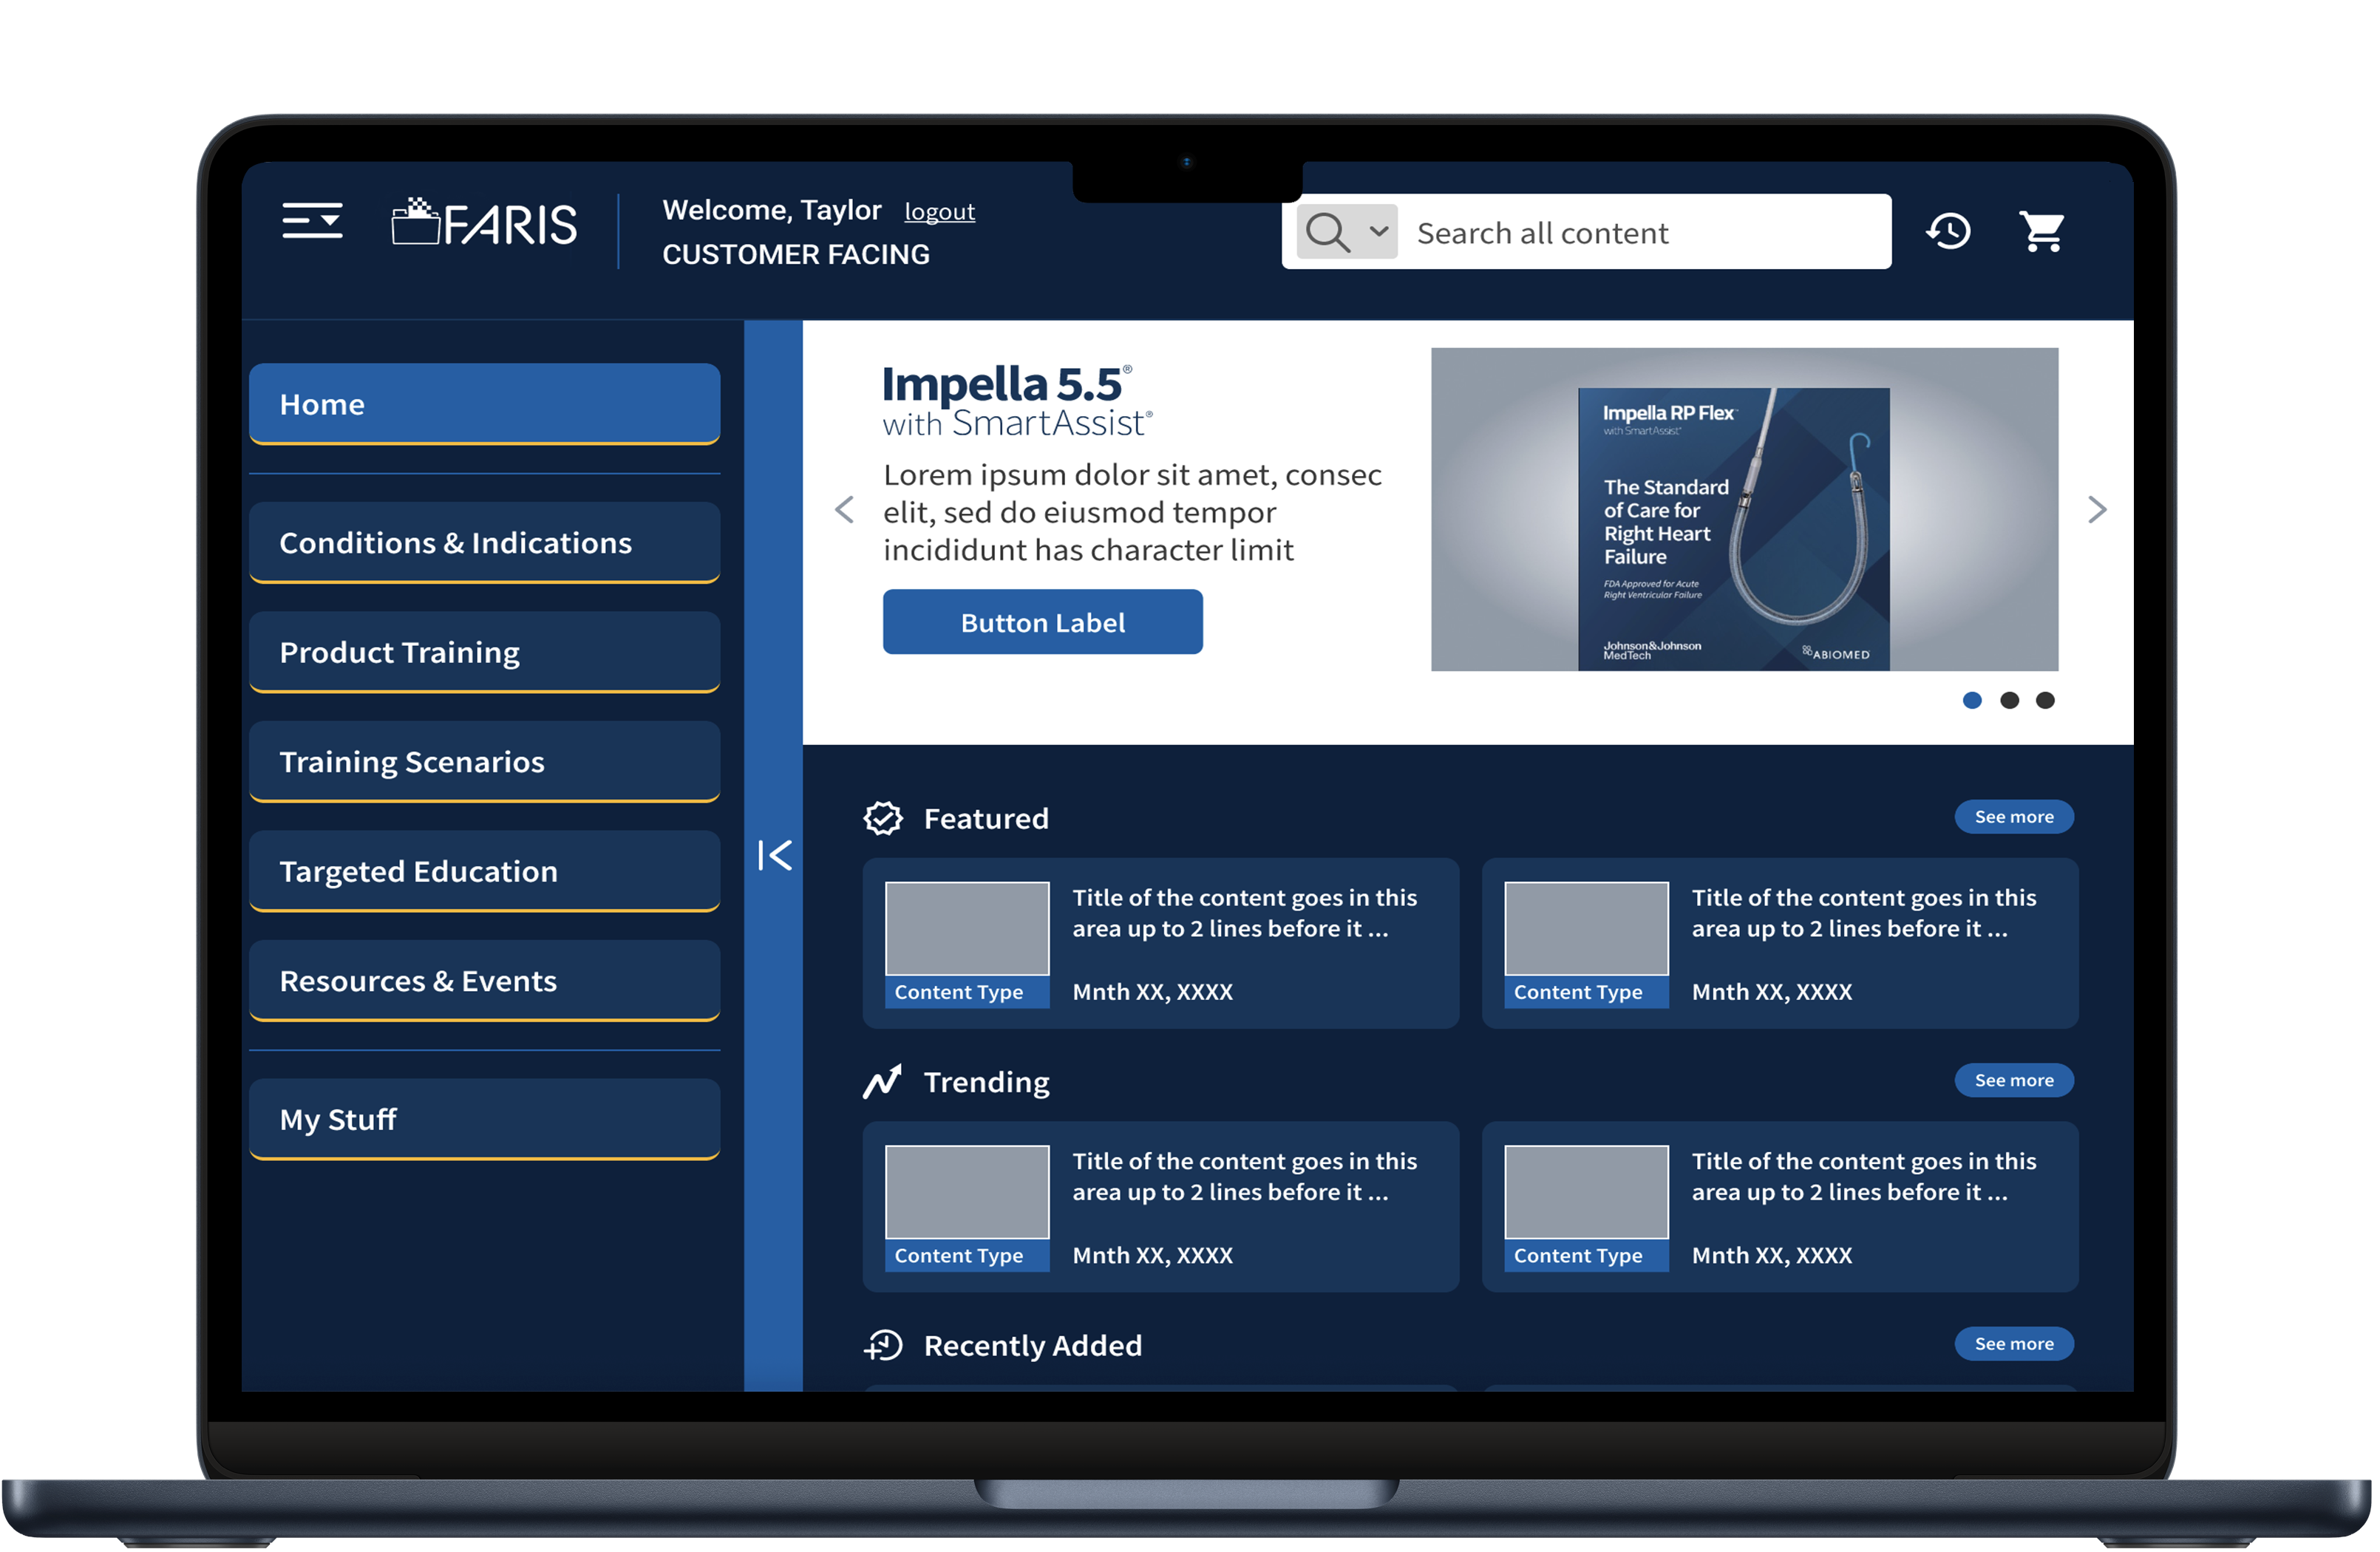 FARIS
Welcome, Taylor logout
CUSTOMER FACING
Search all content
Home
Conditions & Indications
Product Training
Training Scenarios
Targeted Education
Resources & Events
My Stuff
Impella 5.5®
with SmartAssist®
Lorem ipsum dolor sit amet, consec
elit, sed do eiusmod tempor
incididunt has character limit
Button Label
Impella RP Flex™
with SmartAssist®
The Standard
of Care for
Right Heart
Failure
FDA Approved for Acute
Right Ventricular Failure
Johnson&Johnson
MedTech
ABIOMED
Featured
See more
Title of the content goes in this
area up to 2 lines before it ...
Content Type
Mnth XX, XXXX
Title of the content goes in this
area up to 2 lines before it ...
Content Type
Mnth XX, XXXX
Trending
See more
Title of the content goes in this
area up to 2 lines before it ...
Content Type
Mnth XX, XXXX
Title of the content goes in this
area up to 2 lines before it ...
Content Type
Mnth XX, XXXX
Recently Added
See more